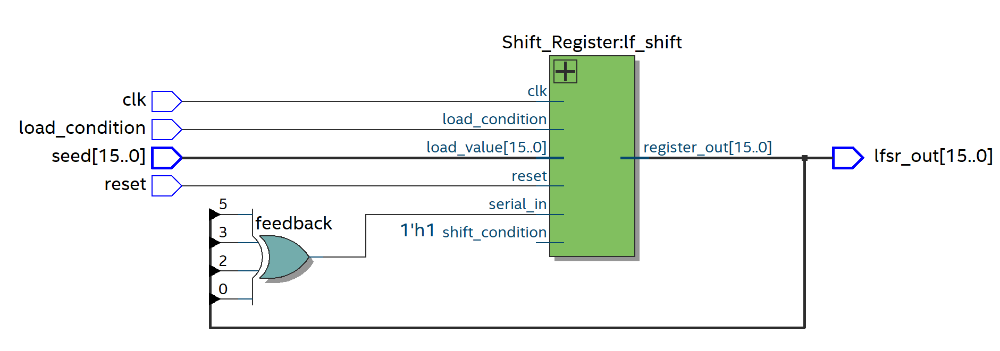 Shift_Register:lf_shift
clk
clk
load_condition
load_condition
seed[15..0]
load_value[15..0]
register_out[15..0]
lfsr_out[15..0]
reset
reset
5
serial_in
feedback
3
1'h1
shift_condition
2
0